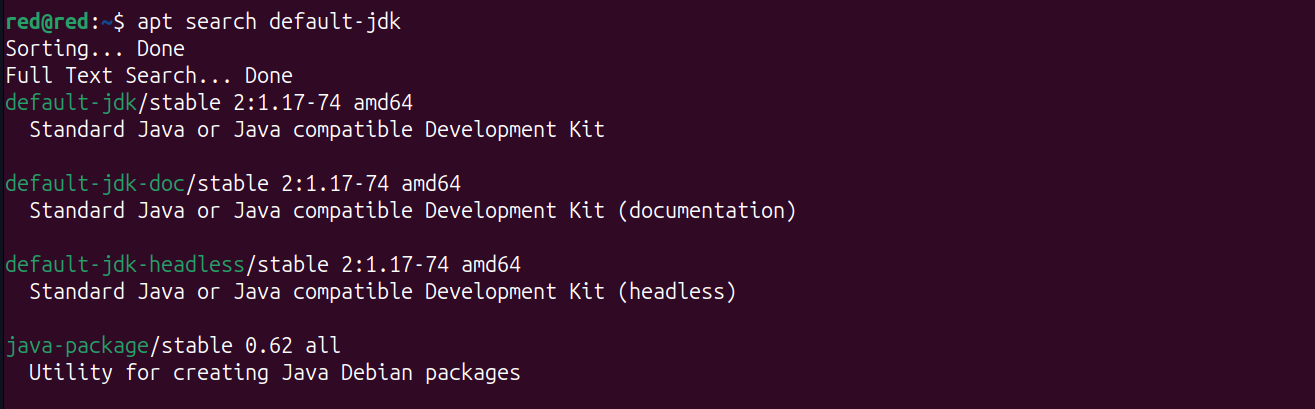 red@red:~$ apt search default-jdk
Sorting... Done
Full Text Search... Done
default-jdk/stable 2:1.17-74 amd64
  Standard Java or Java compatible Development Kit

default-jdk-doc/stable 2:1.17-74 amd64
  Standard Java or Java compatible Development Kit (documentation)

default-jdk-headless/stable 2:1.17-74 amd64
  Standard Java or Java compatible Development Kit (headless)

java-package/stable 0.62 all
  Utility for creating Java Debian packages